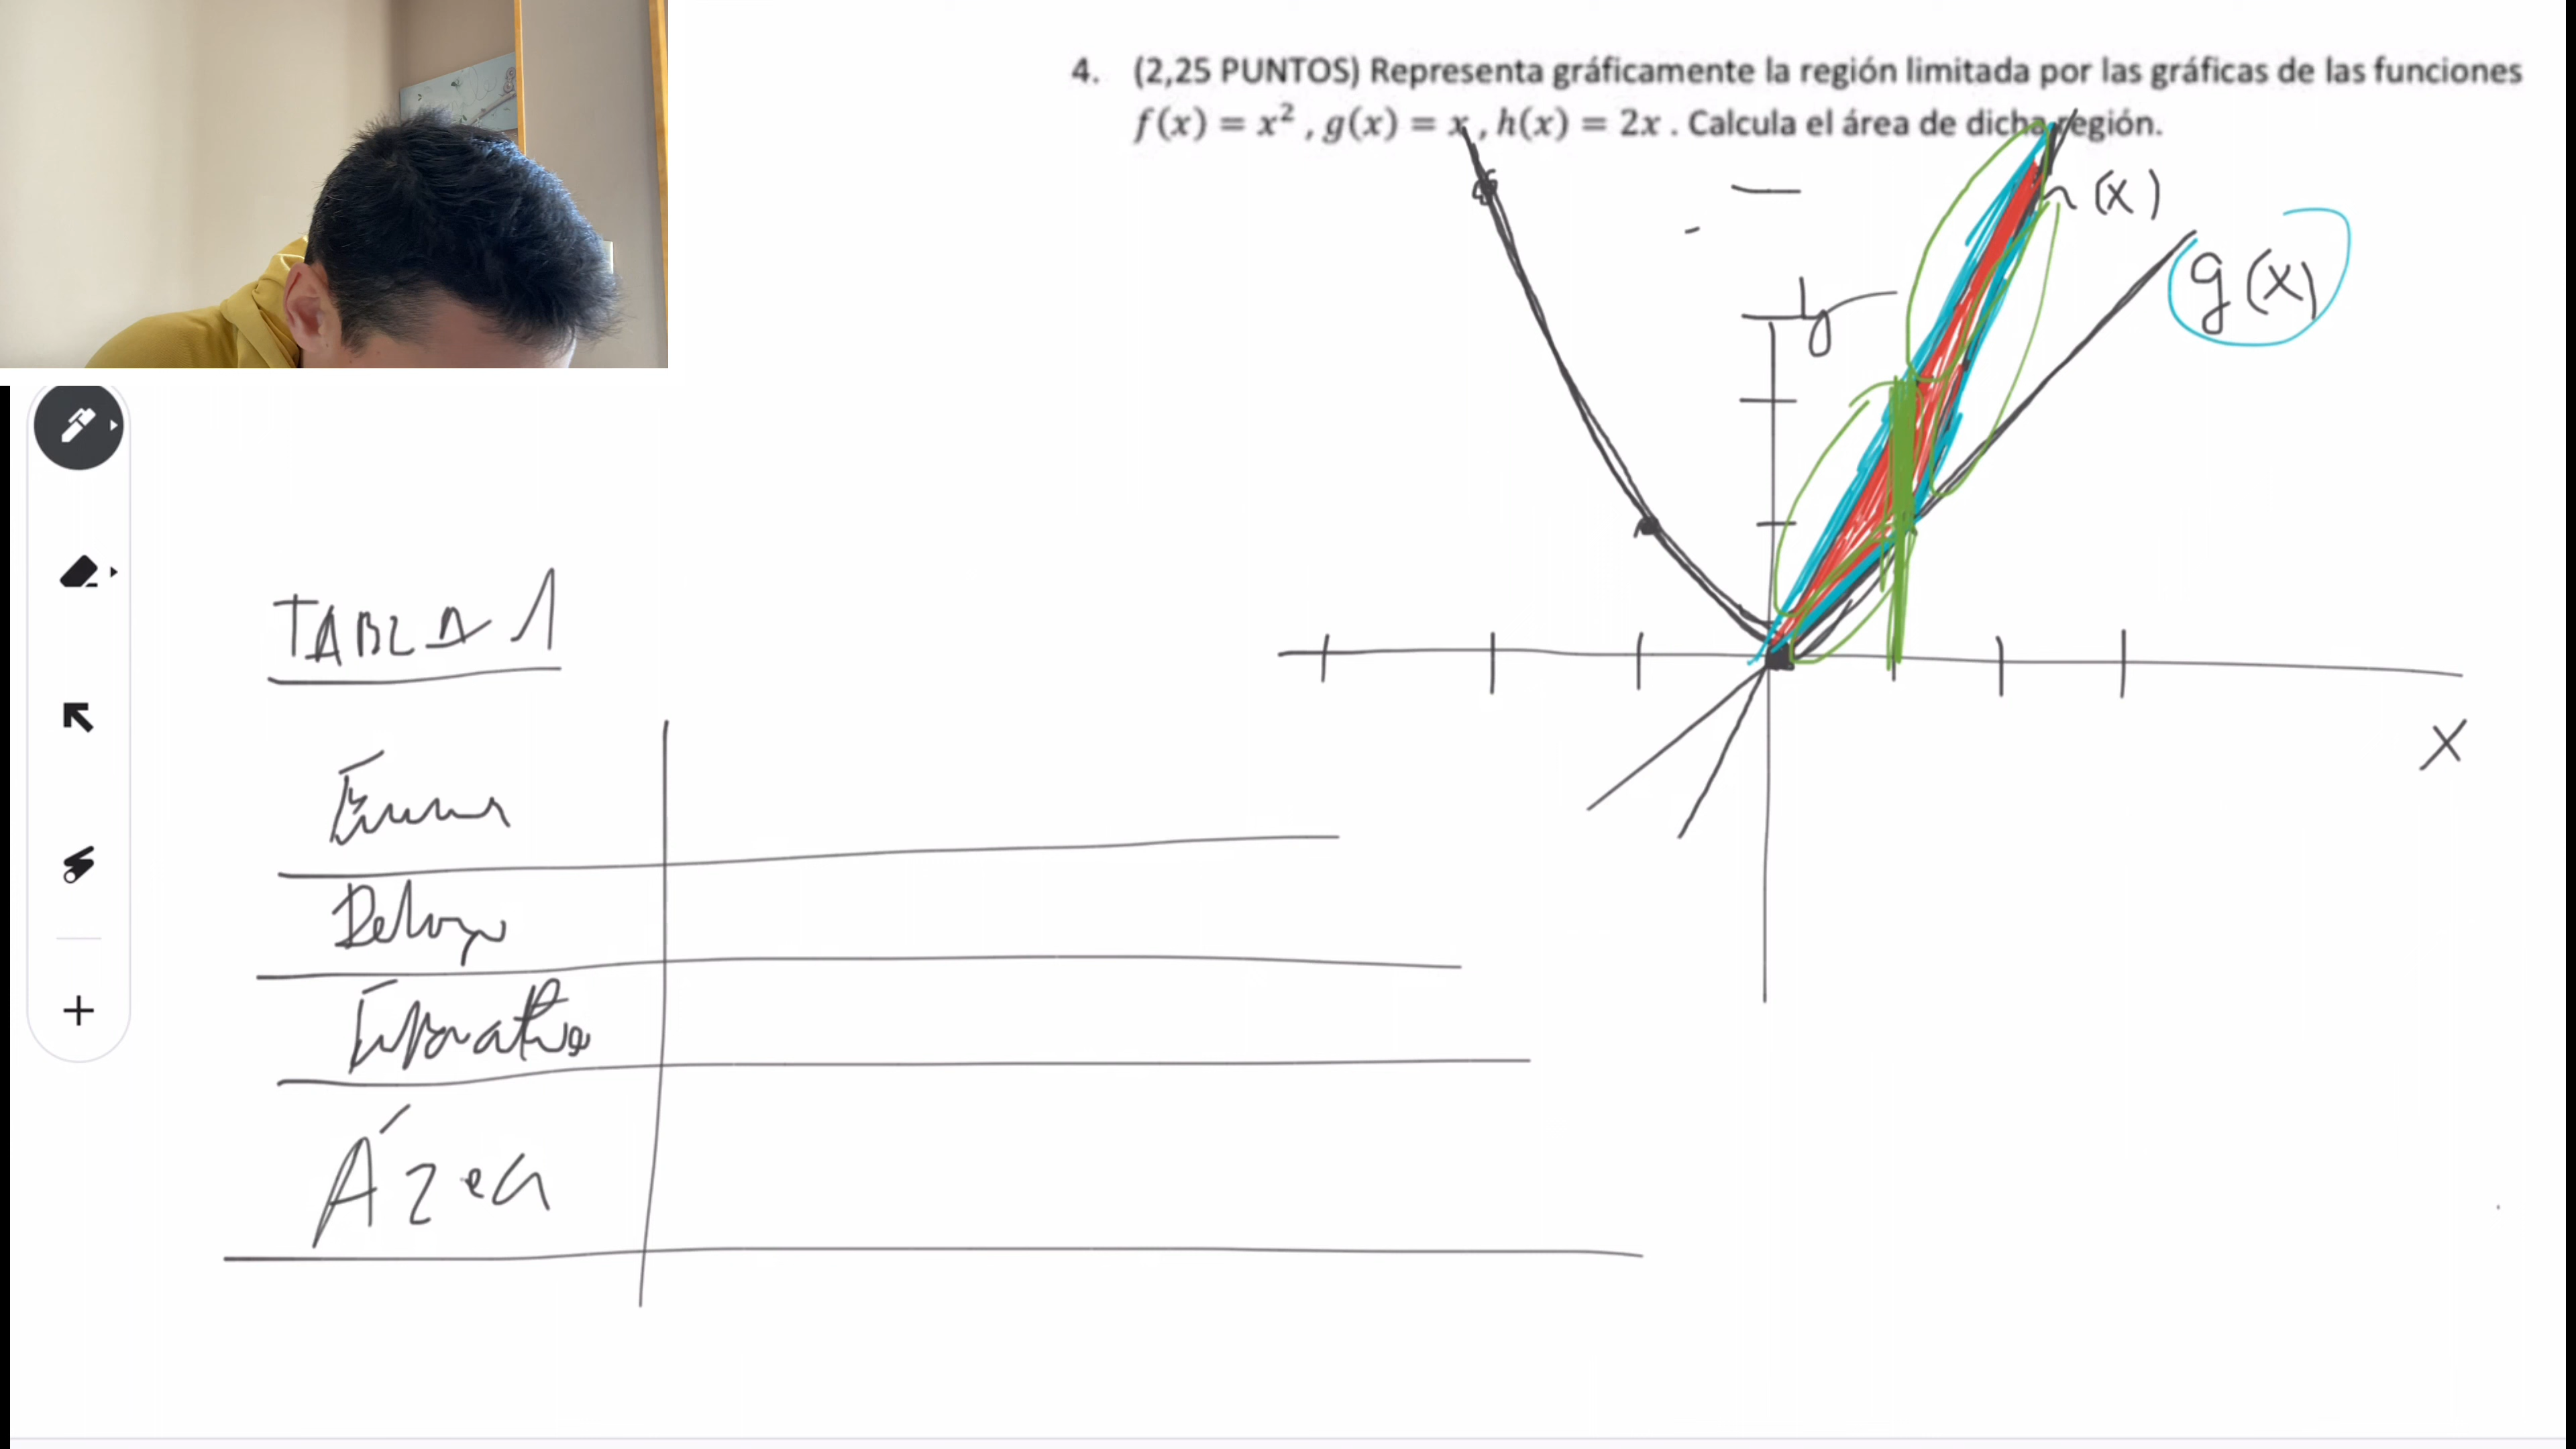 4. (2,25 PUNTOS) Representa gráficamente la región limitada por las gráficas de las funciones
f(x) = x² , g(x) = x , h(x) = 2x . Calcula el área de dicha región.
h(x)
g(x)
y
x
TABLA 1
Área